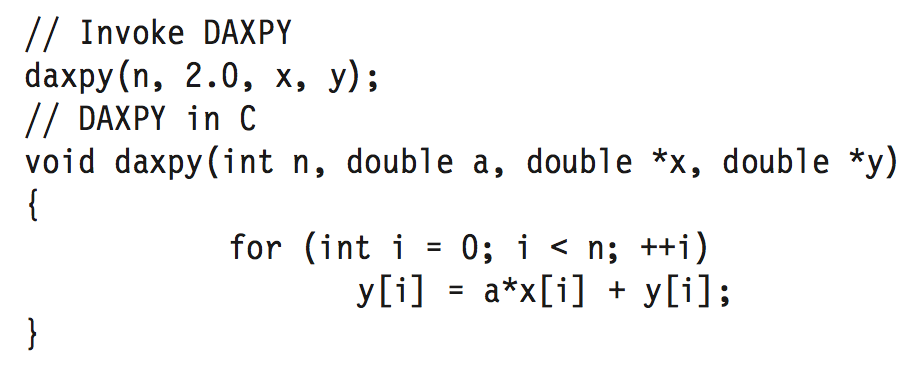 // Invoke DAXPY
daxpy(n, 2.0, x, y);
// DAXPY in C
void daxpy(int n, double a, double *x, double *y)
{
for (int i = 0; i < n; ++i)
y[i] = a*x[i] + y[i];
}